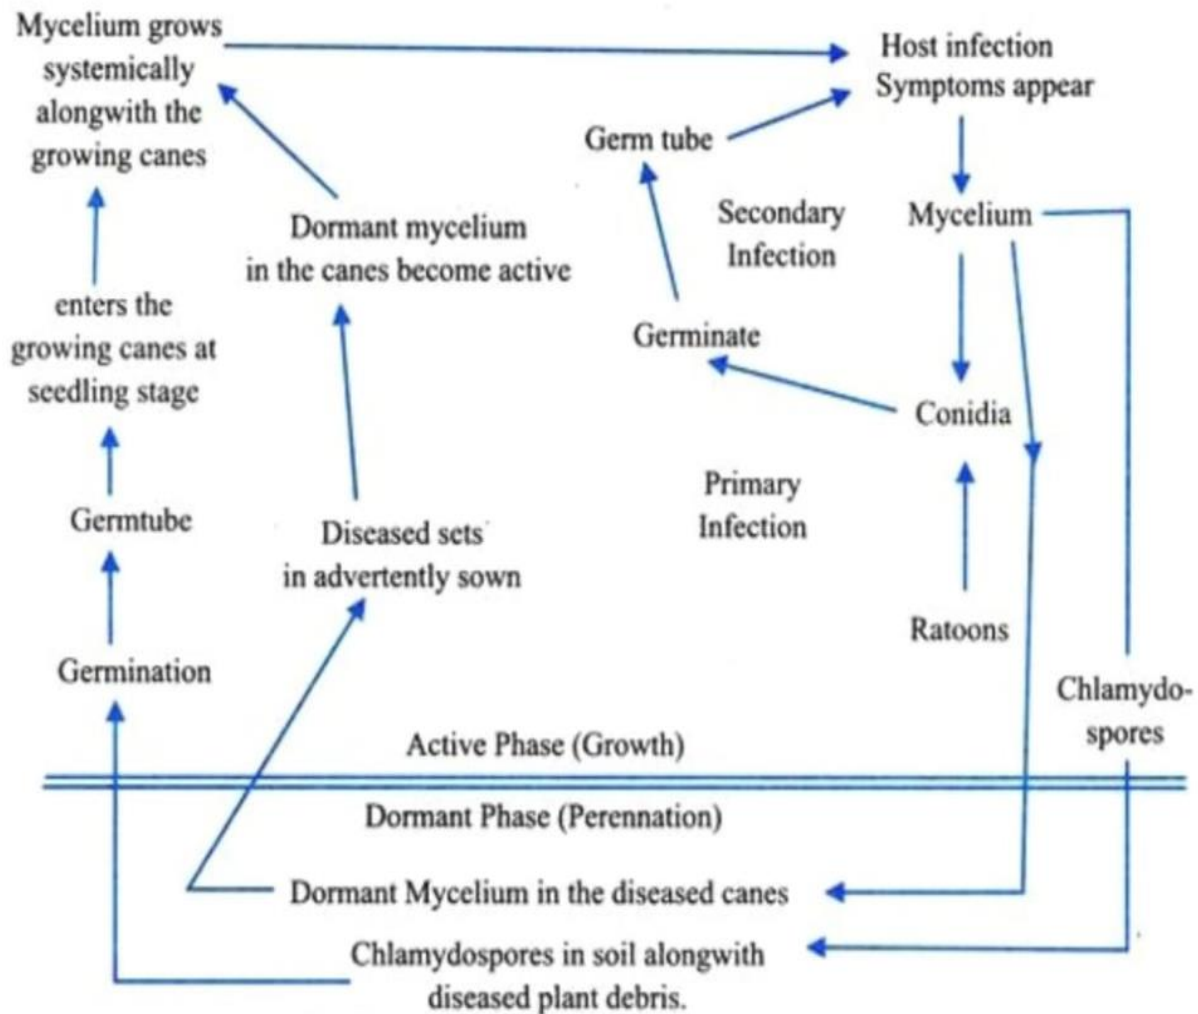 Mycelium grows
systemically
alongwith the
growing canes
Host infection
Symptoms appear
Germ tube
Dormant mycelium
in the canes become active
Secondary
Infection
Mycelium
enters the
growing canes at
seedling stage
Germinate
Conidia
Germtube
Diseased sets
in advertently sown
Primary
Infection
Ratoons
Germination
Chlamydo-
spores
Active Phase (Growth)
Dormant Phase (Perennation)
Dormant Mycelium in the diseased canes
Chlamydospores in soil alongwith
diseased plant debris.